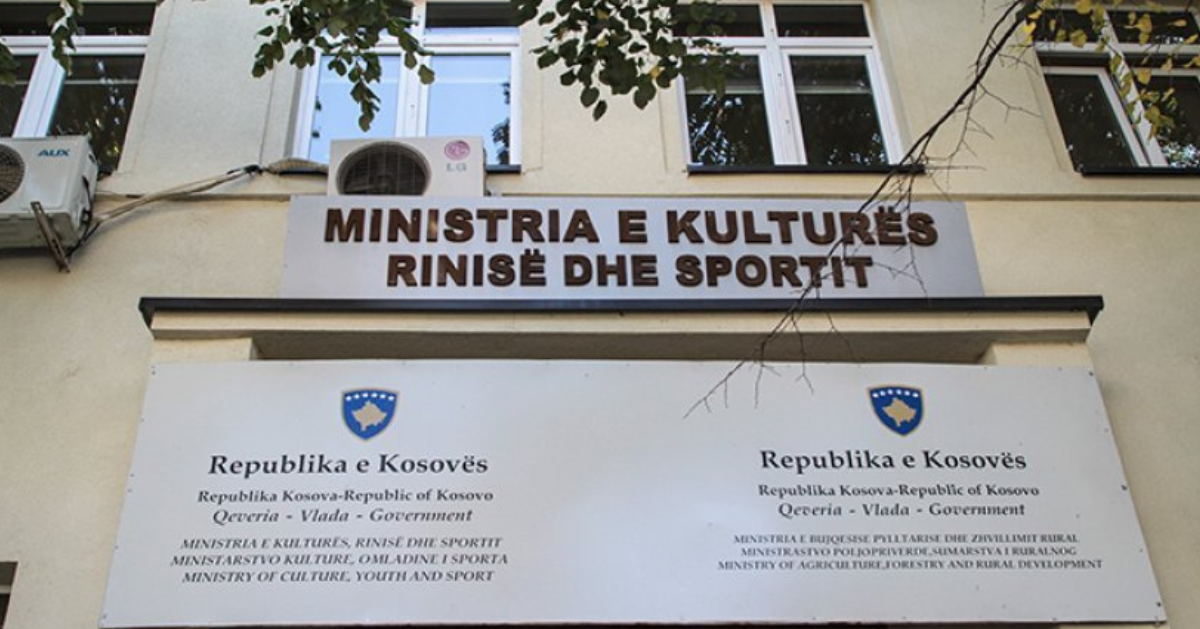 AUX
LG
MINISTRIA E KULTURËS
RINISË DHE SPORTIT
Republika e Kosovës
Republika Kosova-Republic of Kosovo
Qeveria - Vlada - Government
MINISTRIA E KULTURËS, RINISË DHE SPORTIT
MINISTARSTVO KULTURE, OMLADINE I SPORTA
MINISTRY OF CULTURE, YOUTH AND SPORT
Republika e Kosovës
Republika Kosova-Republic of Kosovo
Qeveria - Vlada - Government
MINISTRIA E BUJQESISE PYLLTARISE DHE ZHVILLIMIT RURAL
MINISTRASTVO POLJOPRIVERDE,SUMARSTVA I RURALNOG
MINISTRY OF AGRICULTURE,FORESTRY AND RURAL DEVELOPMENT